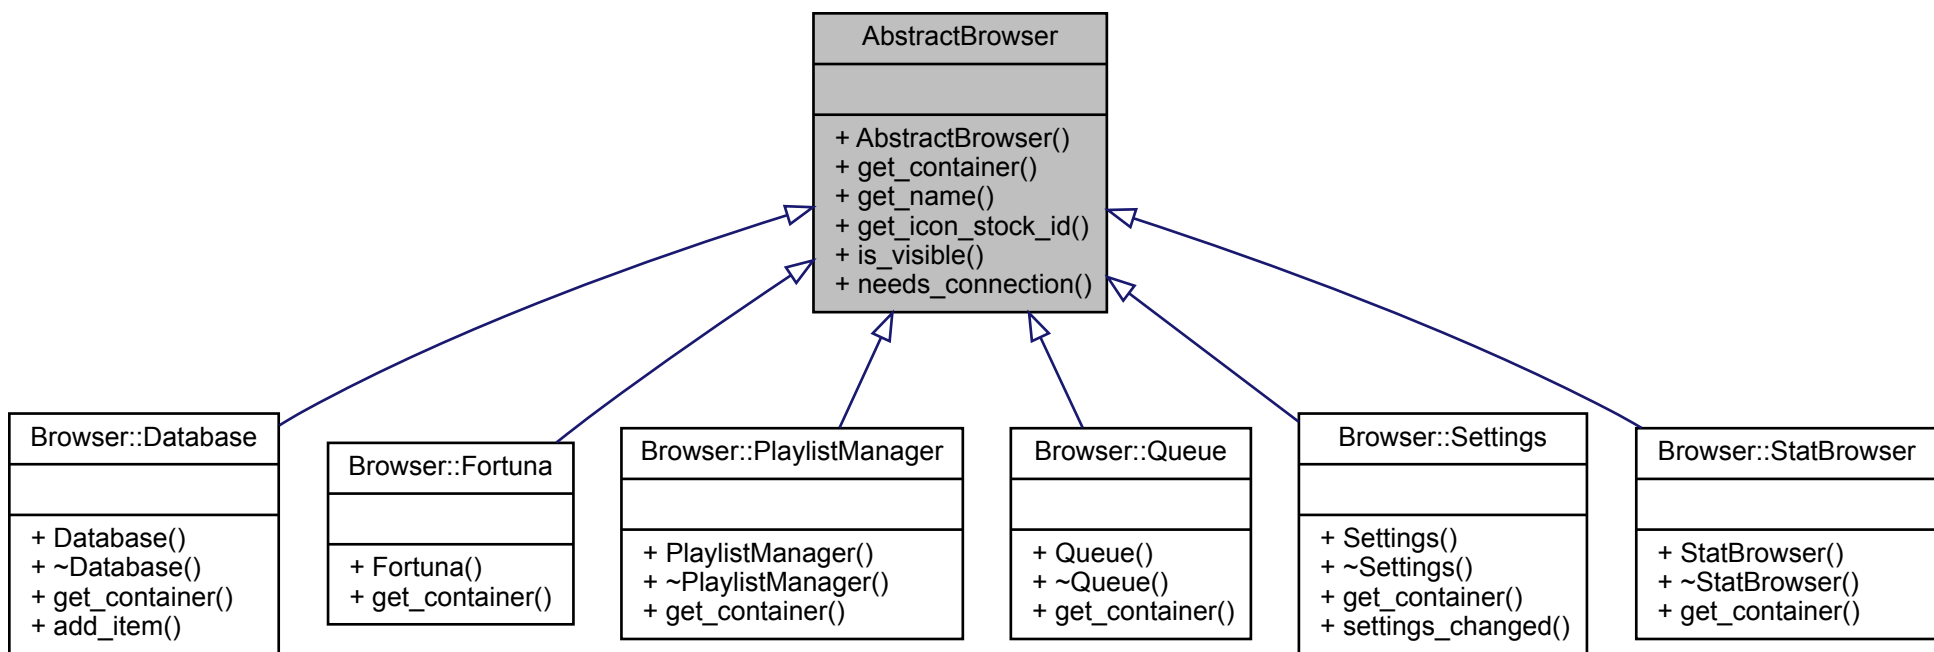 AbstractBrowser
+ AbstractBrowser()
+ get_container()
+ get_name()
+ get_icon_stock_id()
+ is_visible()
+ needs_connection()
Browser::Database
+ Database()
+ ~Database()
+ get_container()
+ add_item()
Browser::Fortuna
+ Fortuna()
+ get_container()
Browser::PlaylistManager
+ PlaylistManager()
+ ~PlaylistManager()
+ get_container()
Browser::Queue
+ Queue()
+ ~Queue()
+ get_container()
Browser::Settings
+ Settings()
+ ~Settings()
+ get_container()
+ settings_changed()
Browser::StatBrowser
+ StatBrowser()
+ ~StatBrowser()
+ get_container()